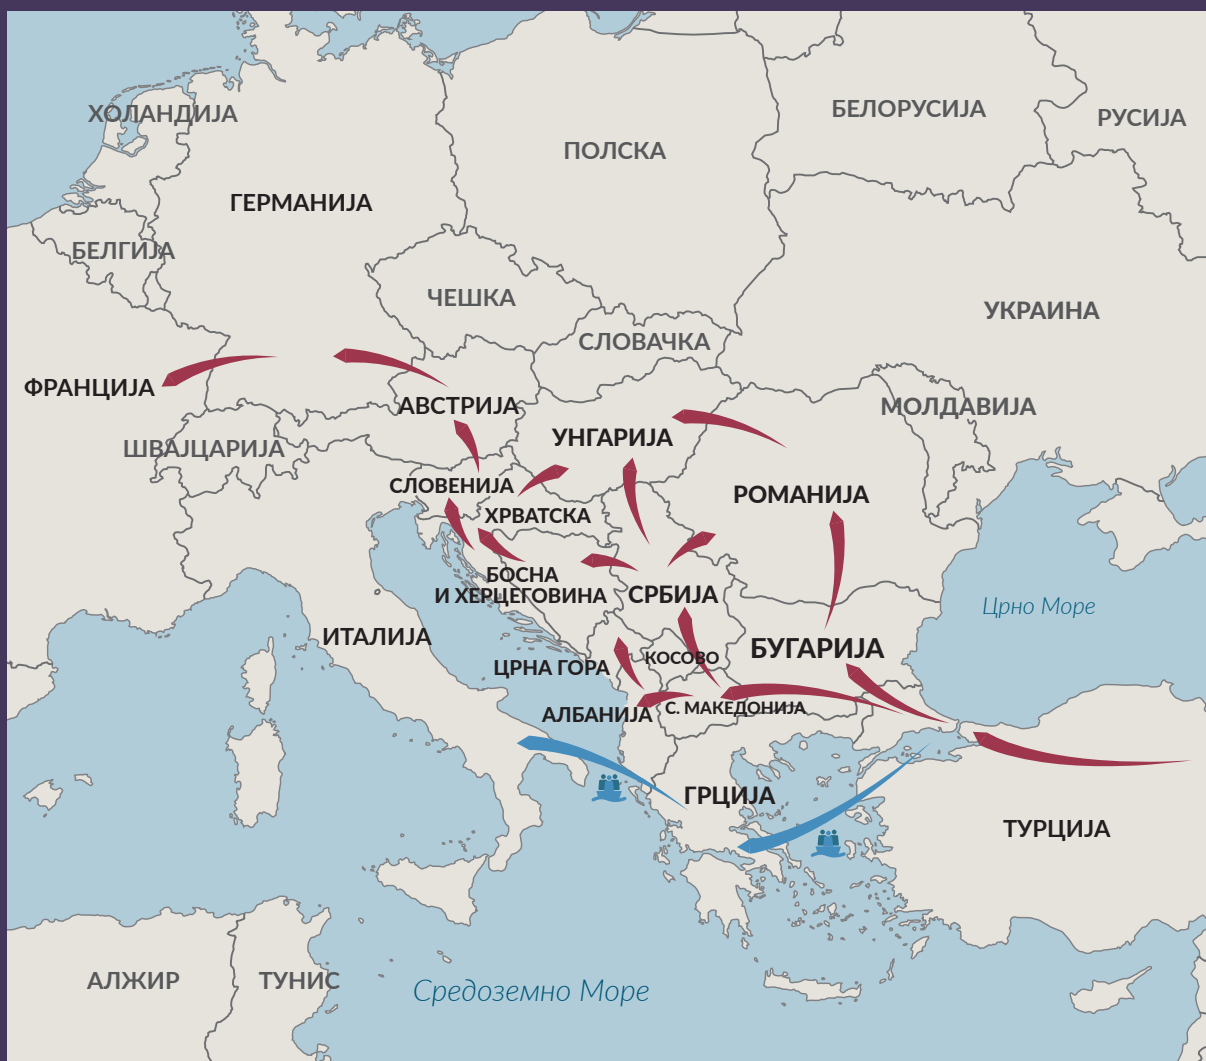 ХОЛАНДИЈА
БЕЛОРУСИЈА
РУСИЈА
ПОЛСКА
ГЕРМАНИЈА
БЕЛГИЈА
ЧЕШКА
УКРАИНА
СЛОВАЧКА
ФРАНЦИЈА
АВСТРИЈА
МОЛДАВИЈА
УНГАРИЈА
ШВАЈЦАРИЈА
СЛОВЕНИЈА
РОМАНИЈА
ХРВАТСКА
БОСНА
И ХЕРЦЕГОВИНА
СРБИЈА
Црно Море
ИТАЛИЈА
БУГАРИЈА
КОСОВО
ЦРНА ГОРА
С. МАКЕДОНИЈА
АЛБАНИЈА
ГРЦИЈА
ТУРЦИЈА
АЛЖИР
ТУНИС
Средоземно Море